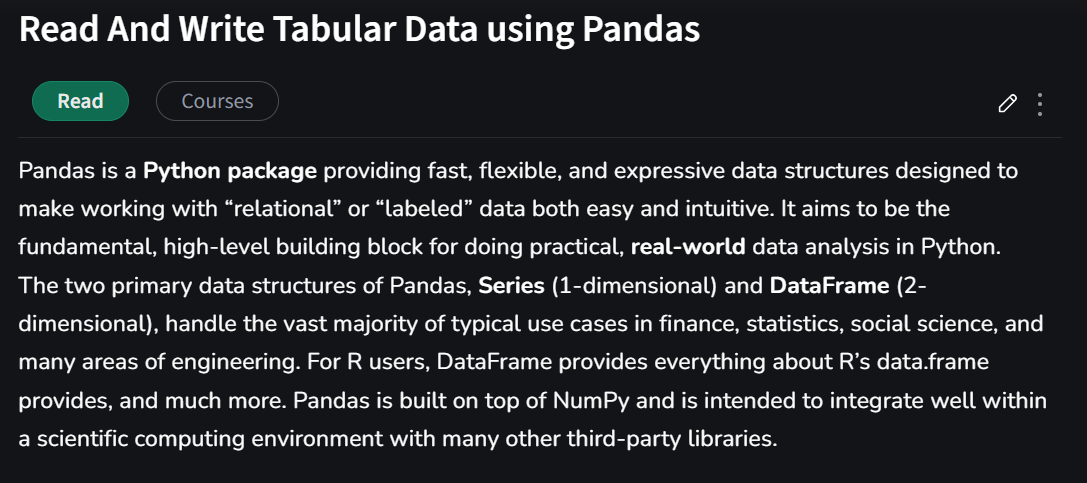 Read And Write Tabular Data using Pandas
Read
Courses
Pandas is a Python package providing fast, flexible, and expressive data structures designed to
make working with “relational” or “labeled” data both easy and intuitive. It aims to be the
fundamental, high-level building block for doing practical, real-world data analysis in Python.
The two primary data structures of Pandas, Series (1-dimensional) and DataFrame (2-
dimensional), handle the vast majority of typical use cases in finance, statistics, social science, and
many areas of engineering. For R users, DataFrame provides everything about R’s data.frame
provides, and much more. Pandas is built on top of NumPy and is intended to integrate well within
a scientific computing environment with many other third-party libraries.